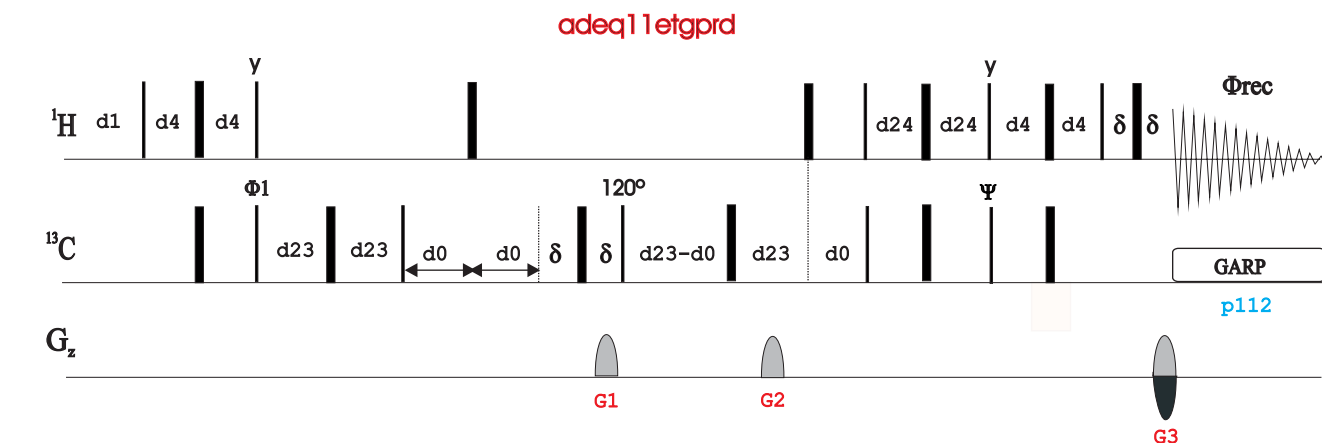 adeq11etgprd
y y
¹H d1 d4 d4 d24 d24 d4 d4 δ δ Φrec
Φ1 120º Ψ
¹³C d23 d23 d0 d0 δ δ d23-d0 d23 d0 GARP
p112
Gz
G1 G2 G3